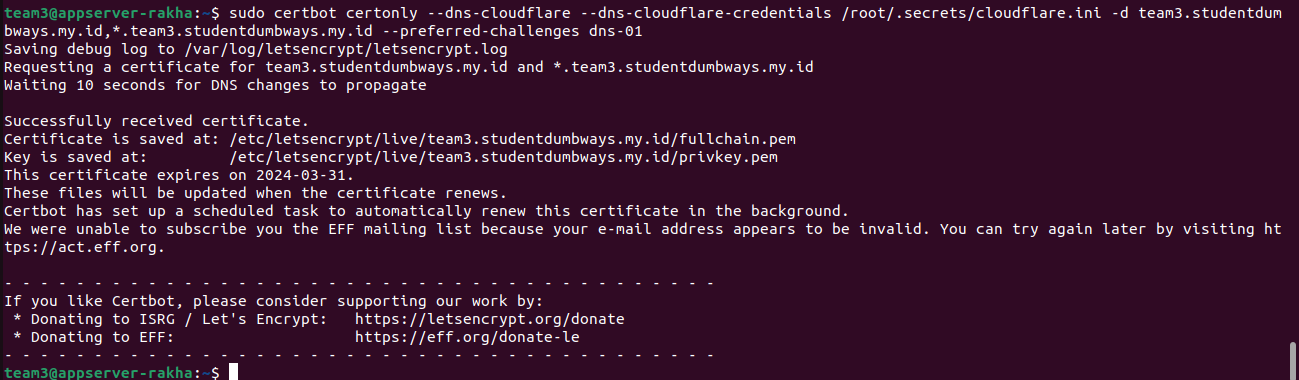 team3@appserver-rakha:~$ sudo certbot certonly --dns-cloudflare --dns-cloudflare-credentials /root/.secrets/cloudflare.ini -d team3.studentdum
bways.my.id,*.team3.studentdumbways.my.id --preferred-challenges dns-01
Saving debug log to /var/log/letsencrypt/letsencrypt.log
Requesting a certificate for team3.studentdumbways.my.id and *.team3.studentdumbways.my.id
Waiting 10 seconds for DNS changes to propagate

Successfully received certificate.
Certificate is saved at: /etc/letsencrypt/live/team3.studentdumbways.my.id/fullchain.pem
Key is saved at:         /etc/letsencrypt/live/team3.studentdumbways.my.id/privkey.pem
This certificate expires on 2024-03-31.
These files will be updated when the certificate renews.
Certbot has set up a scheduled task to automatically renew this certificate in the background.
We were unable to subscribe you the EFF mailing list because your e-mail address appears to be invalid. You can try again later by visiting ht
tps://act.eff.org.

- - - - - - - - - - - - - - - - - - - - - - - - - - - - - - - - - - - - - - - -
If you like Certbot, please consider supporting our work by:
 * Donating to ISRG / Let's Encrypt:   https://letsencrypt.org/donate
 * Donating to EFF:                    https://eff.org/donate-le
- - - - - - - - - - - - - - - - - - - - - - - - - - - - - - - - - - - - - - - -
team3@appserver-rakha:~$